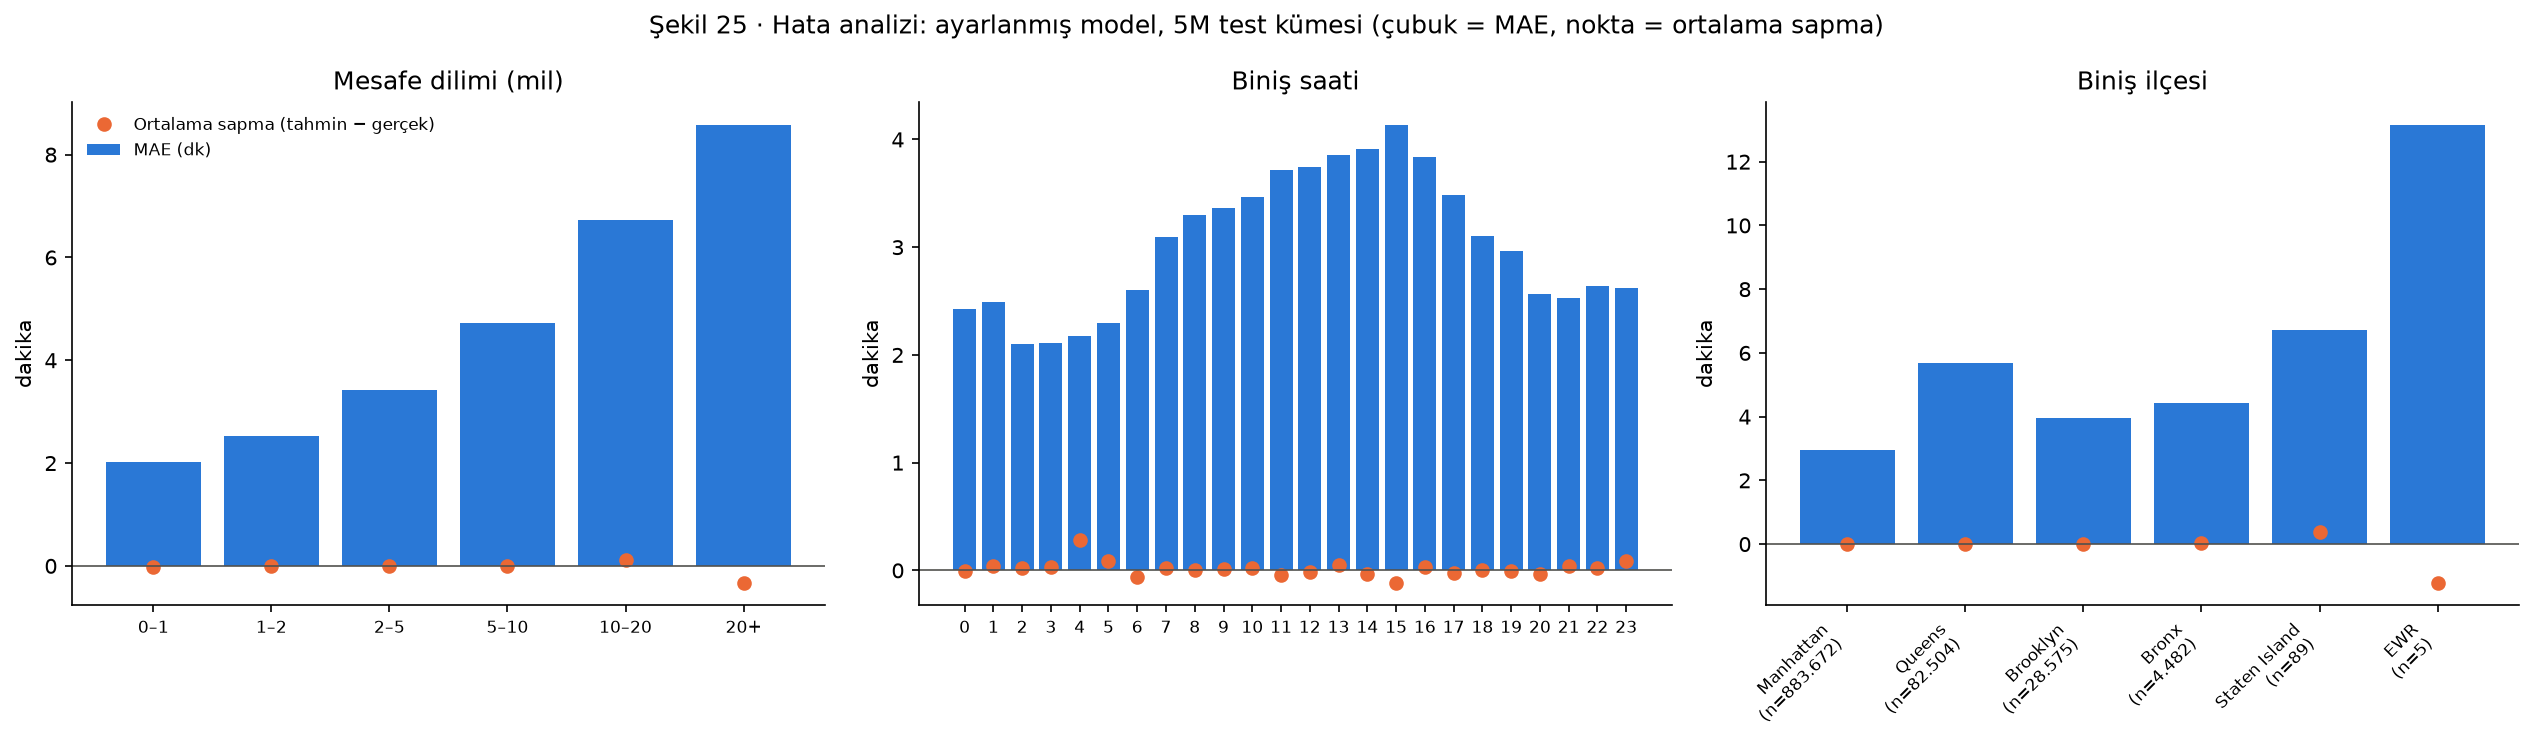 Şekil 25 · Hata analizi: ayarlanmış model, 5M test kümesi (çubuk = MAE, nokta = ortalama sapma)
Mesafe dilimi (mil)
Ortalama sapma (tahmin − gerçek)
MAE (dk)
dakika
8
6
4
2
0
0–1 1–2 2–5 5–10 10–20 20+
Biniş saati
dakika
4
3
2
1
0
0 1 2 3 4 5 6 7 8 9 10 11 12 13 14 15 16 17 18 19 20 21 22 23
Biniş ilçesi
dakika
12
10
8
6
4
2
0
Manhattan
(n=883.672)
Queens
(n=82.504)
Brooklyn
(n=28.575)
Bronx
(n=4.482)
Staten Island
(n=89)
EWR
(n=5)